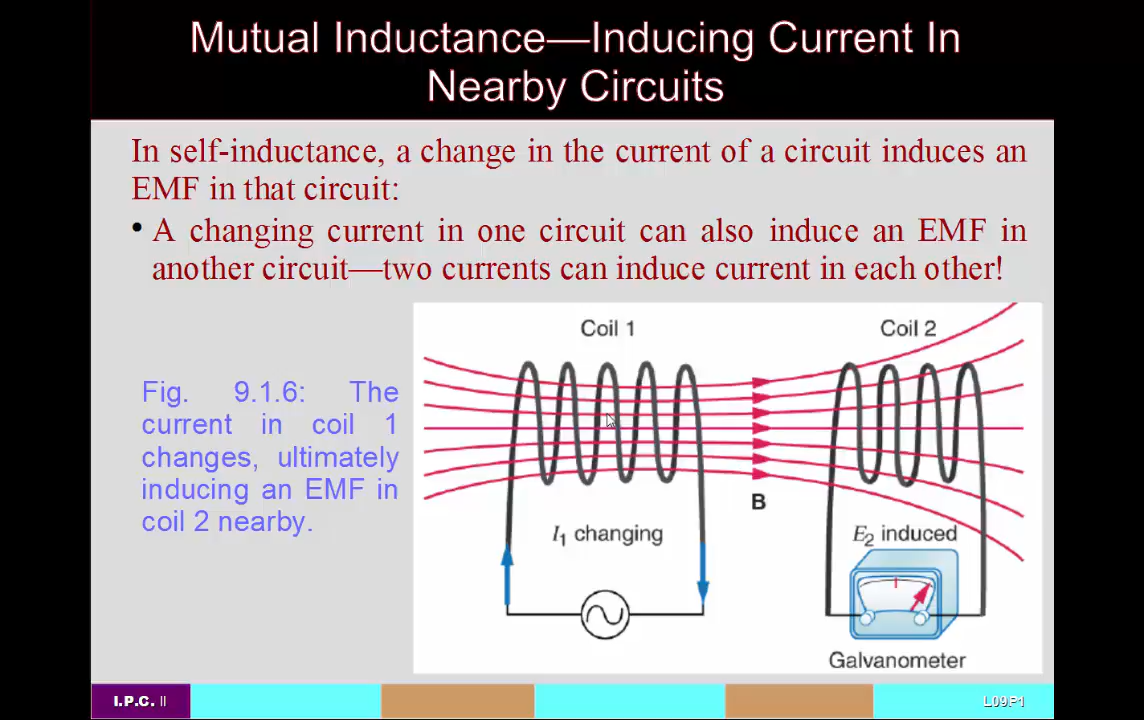 Mutual Inductance—Inducing Current In
Nearby Circuits
In self-inductance, a change in the current of a circuit induces an
EMF in that circuit:
• A changing current in one circuit can also induce an EMF in
another circuit—two currents can induce current in each other!
Fig. 9.1.6: The
current in coil 1
changes, ultimately
inducing an EMF in
coil 2 nearby.
Coil 1
Coil 2
B
I₁ changing
E₂ induced
Galvanometer
I.P.C. II
L09P1